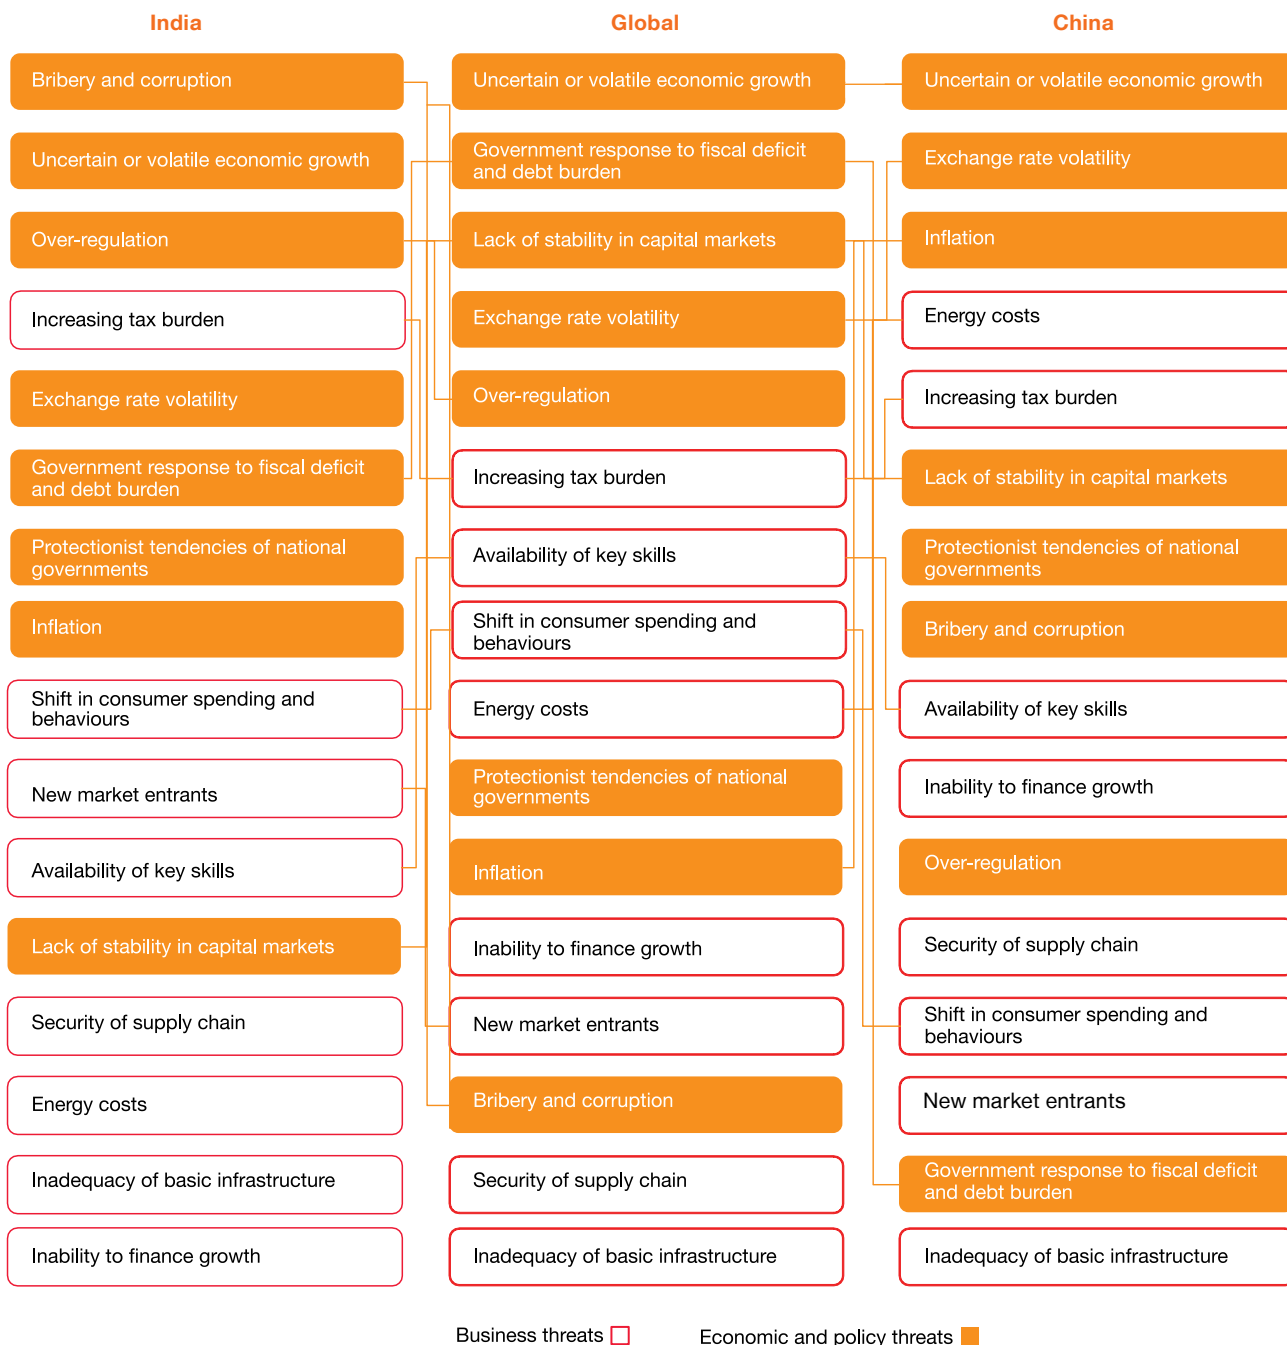 India
Bribery and corruption
Uncertain or volatile economic growth
Over-regulation
Increasing tax burden
Exchange rate volatility
Government response to fiscal deficit
and debt burden
Protectionist tendencies of national
governments
Inflation
Shift in consumer spending and
behaviours
New market entrants
Availability of key skills
Lack of stability in capital markets
Security of supply chain
Energy costs
Inadequacy of basic infrastructure
Inability to finance growth
Global
Uncertain or volatile economic growth
Government response to fiscal deficit
and debt burden
Lack of stability in capital markets
Exchange rate volatility
Over-regulation
Increasing tax burden
Availability of key skills
Shift in consumer spending and
behaviours
Energy costs
Protectionist tendencies of national
governments
Inflation
Inability to finance growth
New market entrants
Bribery and corruption
Security of supply chain
Inadequacy of basic infrastructure
China
Uncertain or volatile economic growth
Exchange rate volatility
Inflation
Energy costs
Increasing tax burden
Lack of stability in capital markets
Protectionist tendencies of national
governments
Bribery and corruption
Availability of key skills
Inability to finance growth
Over-regulation
Security of supply chain
Shift in consumer spending and
behaviours
New market entrants
Government response to fiscal deficit
and debt burden
Inadequacy of basic infrastructure
Business threats
Economic and policy threats